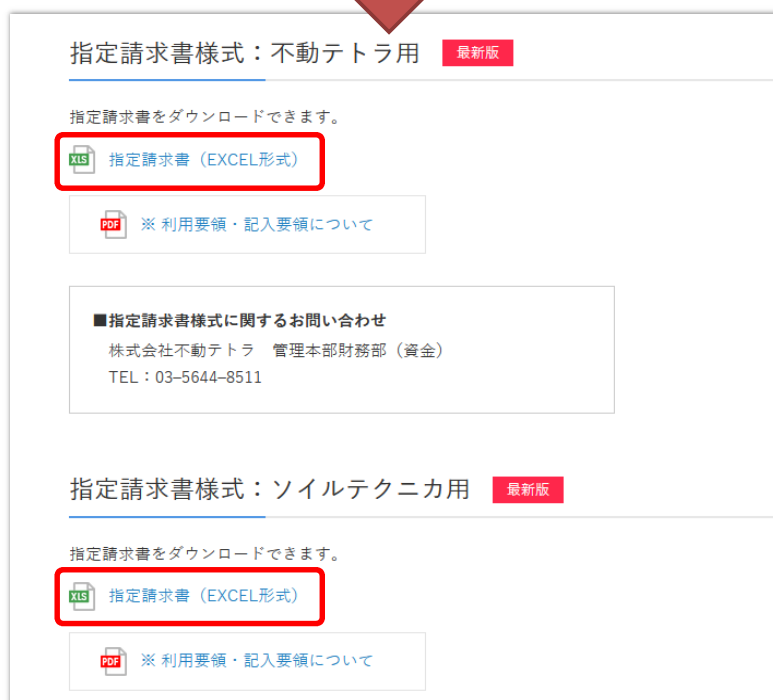 指定請求書様式：不動テトラ用 最新版
指定請求書をダウンロードできます。
XLS 指定請求書（EXCEL形式）
PDF ※ 利用要領・記入要領について
■指定請求書様式に関するお問い合わせ
株式会社不動テトラ　管理本部財務部（資金）
TEL：03–5644–8511
指定請求書様式：ソイルテクニカ用 最新版
指定請求書をダウンロードできます。
XLS 指定請求書（EXCEL形式）
PDF ※ 利用要領・記入要領について